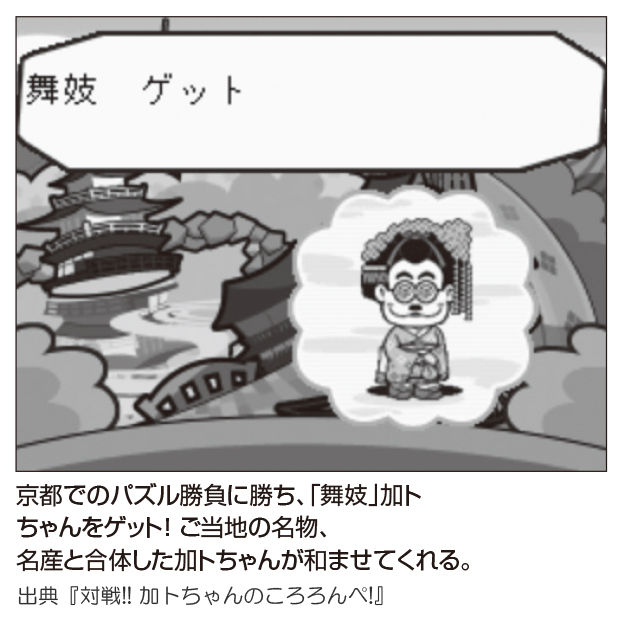 舞妓　ゲット
京都でのパズル勝負に勝ち、「舞妓」加ト
ちゃんをゲット! ご当地の名物、
名産と合体した加トちゃんが和ませてくれる。
出典『対戦!! 加トちゃんのころろんぺ!』